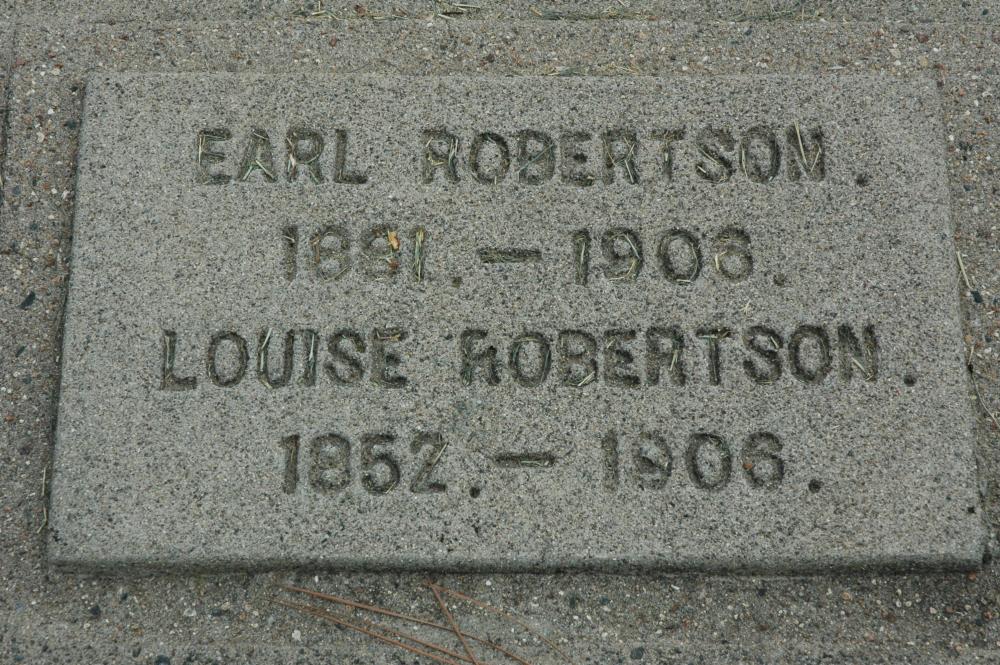 EARL ROBERTSON.
1881.-1906.
LOUISE ROBERTSON.
1852.-1906.